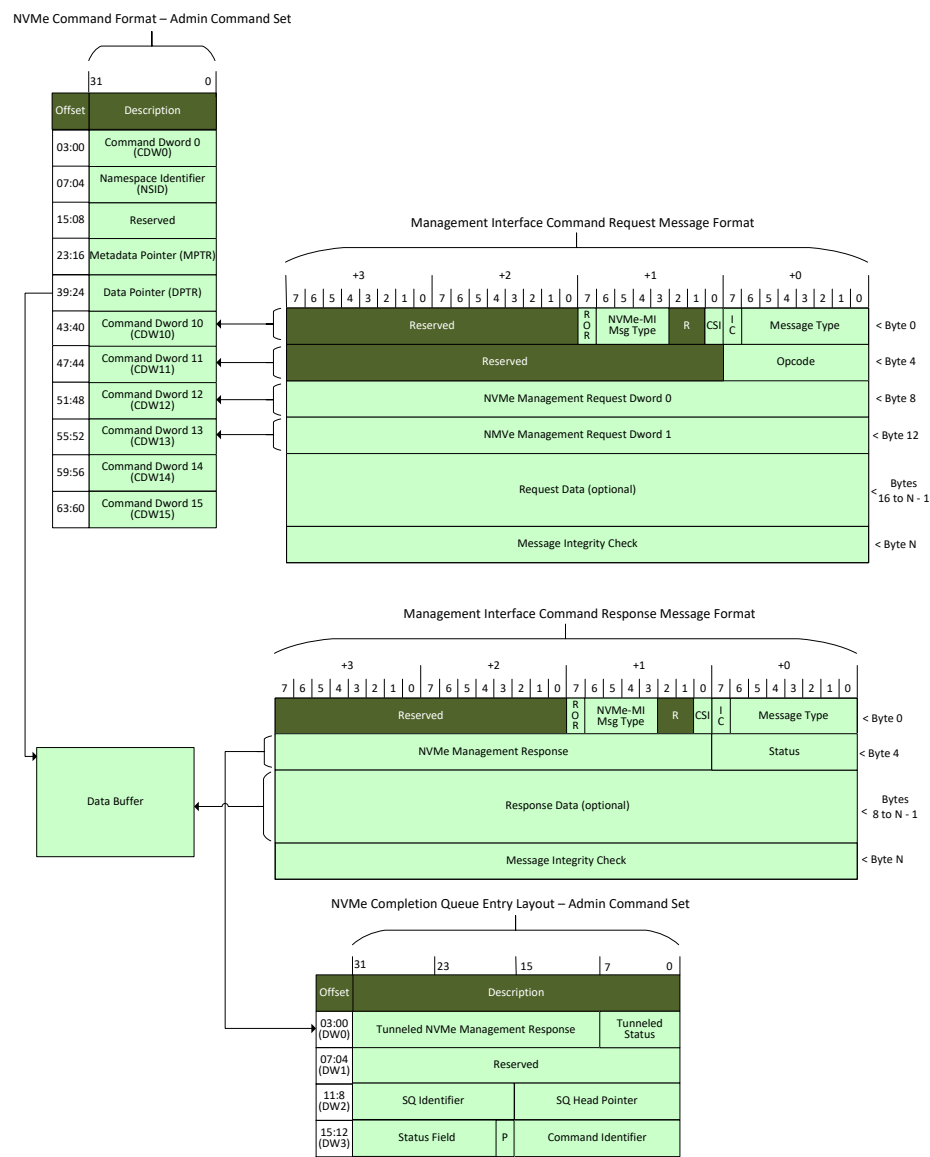 NVMe Command Format – Admin Command Set
31 0
Offset Description
03:00 Command Dword 0
(CDW0)
07:04 Namespace Identifier
(NSID)
15:08 Reserved
23:16 Metadata Pointer (MPTR)
39:24 Data Pointer (DPTR)
43:40 Command Dword 10
(CDW10)
47:44 Command Dword 11
(CDW11)
51:48 Command Dword 12
(CDW12)
55:52 Command Dword 13
(CDW13)
59:56 Command Dword 14
(CDW14)
63:60 Command Dword 15
(CDW15)
Management Interface Command Request Message Format
+3 +2 +1 +0
7 6 5 4 3 2 1 0 7 6 5 4 3 2 1 0 7 6 5 4 3 2 1 0 7 6 5 4 3 2 1 0
Reserved ROR NVMe-MI Msg Type R CSI IC Message Type < Byte 0
Reserved Opcode < Byte 4
NVMe Management Request Dword 0 < Byte 8
NMVe Management Request Dword 1 < Byte 12
Request Data (optional) < Bytes
16 to N - 1
Message Integrity Check < Byte N
Management Interface Command Response Message Format
+3 +2 +1 +0
7 6 5 4 3 2 1 0 7 6 5 4 3 2 1 0 7 6 5 4 3 2 1 0 7 6 5 4 3 2 1 0
Reserved ROR NVMe-MI Msg Type R CSI IC Message Type < Byte 0
NVMe Management Response Status < Byte 4
Response Data (optional) < Bytes
8 to N - 1
Message Integrity Check < Byte N
Data Buffer
NVMe Completion Queue Entry Layout – Admin Command Set
31 23 15 7 0
Offset Description
03:00
(DW0) Tunneled NVMe Management Response Tunneled Status
07:04
(DW1) Reserved
11:8
(DW2) SQ Identifier SQ Head Pointer
15:12
(DW3) Status Field P Command Identifier